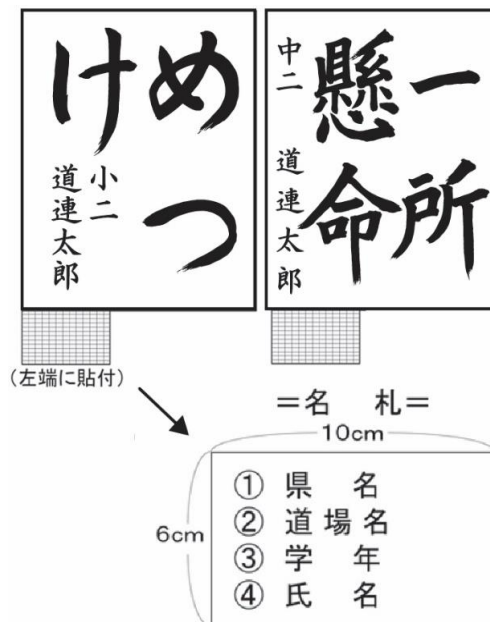 めつ
け
小二
道連太郎
一所
懸命
中二 道連太郎
(左端に貼付)
＝名 札＝
10cm
6cm
① 県 名
② 道場名
③ 学 年
④ 氏 名